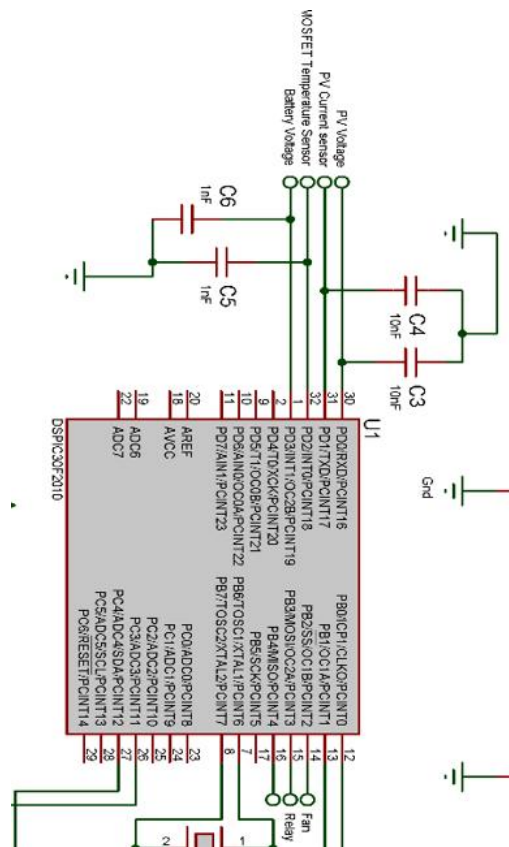 MOSFET Temperature Sensor
PV Current sensor
PV Voltage
Battery Voltage
C6
1nF
C5
1nF
C4
10nF
C3
10nF
Gnd
U1
DSPIC30F2010
30 PD0/RXD/PCINT16
31 PD1/TXD/PCINT17
32 PD2/INT0/PCINT18
1 PD3/INT1/OC2B/PCINT19
2 PD4/T0/XCK/PCINT20
9 PD5/T1/OC0B/PCINT21
10 PD6/AIN0/OC0A/PCINT22
11 PD7/AIN1/PCINT23
20 AREF
18 AVCC
19 ADC6
22 ADC7
PB0/ICP1/CLKO/PCINT0 12
PB1/OC1A/PCINT1 13
PB2/SS/OC1B/PCINT2 14
PB3/MOSI/OC2A/PCINT3 15
PB4/MISO/PCINT4 16
PB5/SCK/PCINT5 17
PB6/TOSC1/XTAL1/PCINT6 7
PB7/TOSC2/XTAL2/PCINT7 8
PC0/ADC0/PCINT8 23
PC1/ADC1/PCINT9 24
PC2/ADC2/PCINT10 25
PC3/ADC3/PCINT11 26
PC4/ADC4/SDA/PCINT12 27
PC5/ADC5/SCL/PCINT13 28
PC6/RESET/PCINT14 29
Fan
Relay
2
1